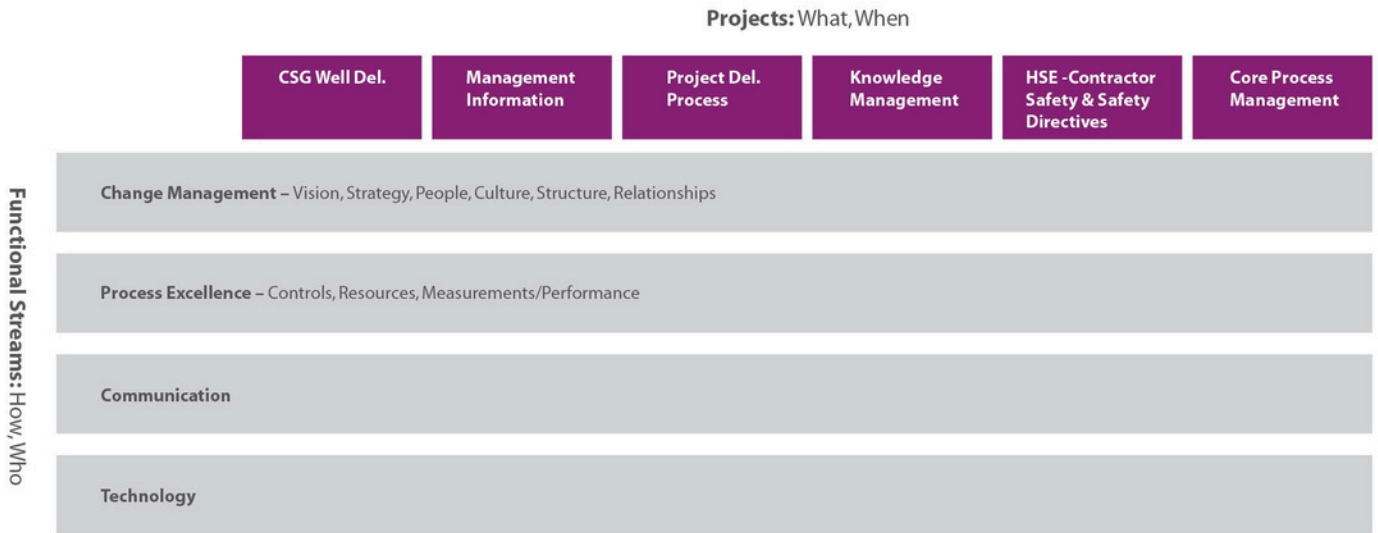 Projects: What, When
CSG Well Del.
Management
Information
Project Del.
Process
Knowledge
Management
HSE -Contractor
Safety & Safety
Directives
Core Process
Management
Functional Streams: How, Who
Change Management – Vision, Strategy, People, Culture, Structure, Relationships
Process Excellence – Controls, Resources, Measurements/Performance
Communication
Technology